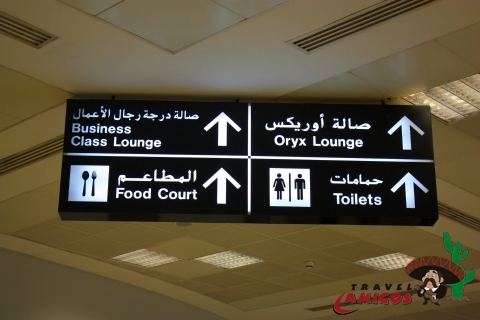 صالة درجة رجال الأعمال
Business
Class Lounge
صالة أوريكس
Oryx Lounge
المطاعم
Food Court
حمامات
Toilets
TRAVEL
AMIGOS